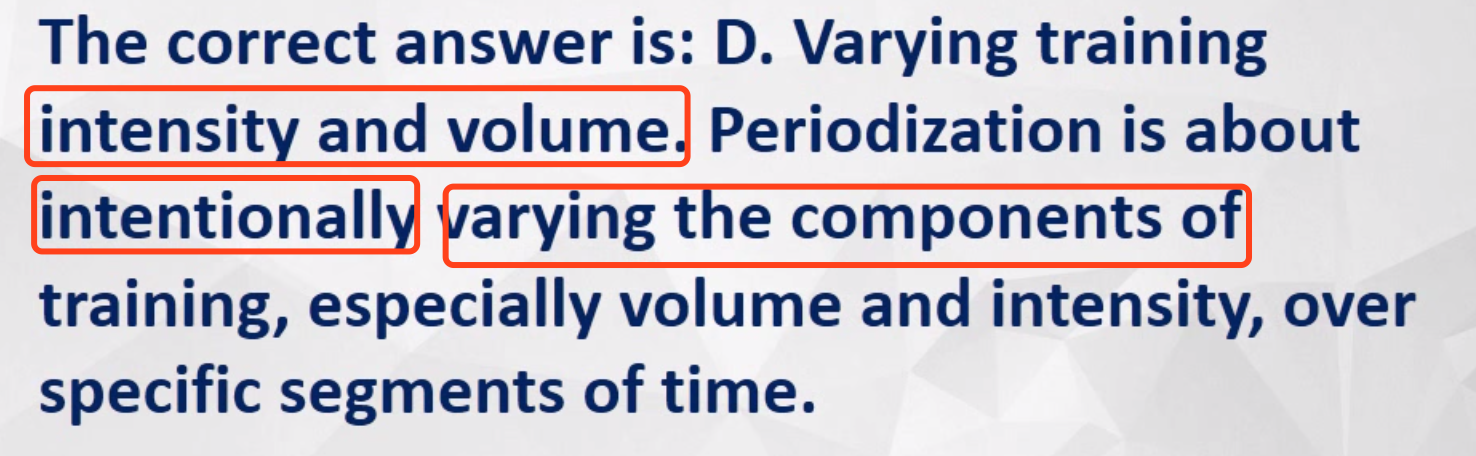 The correct answer is: D. Varying training
intensity and volume. Periodization is about
intentionally varying the components of
training, especially volume and intensity, over
specific segments of time.